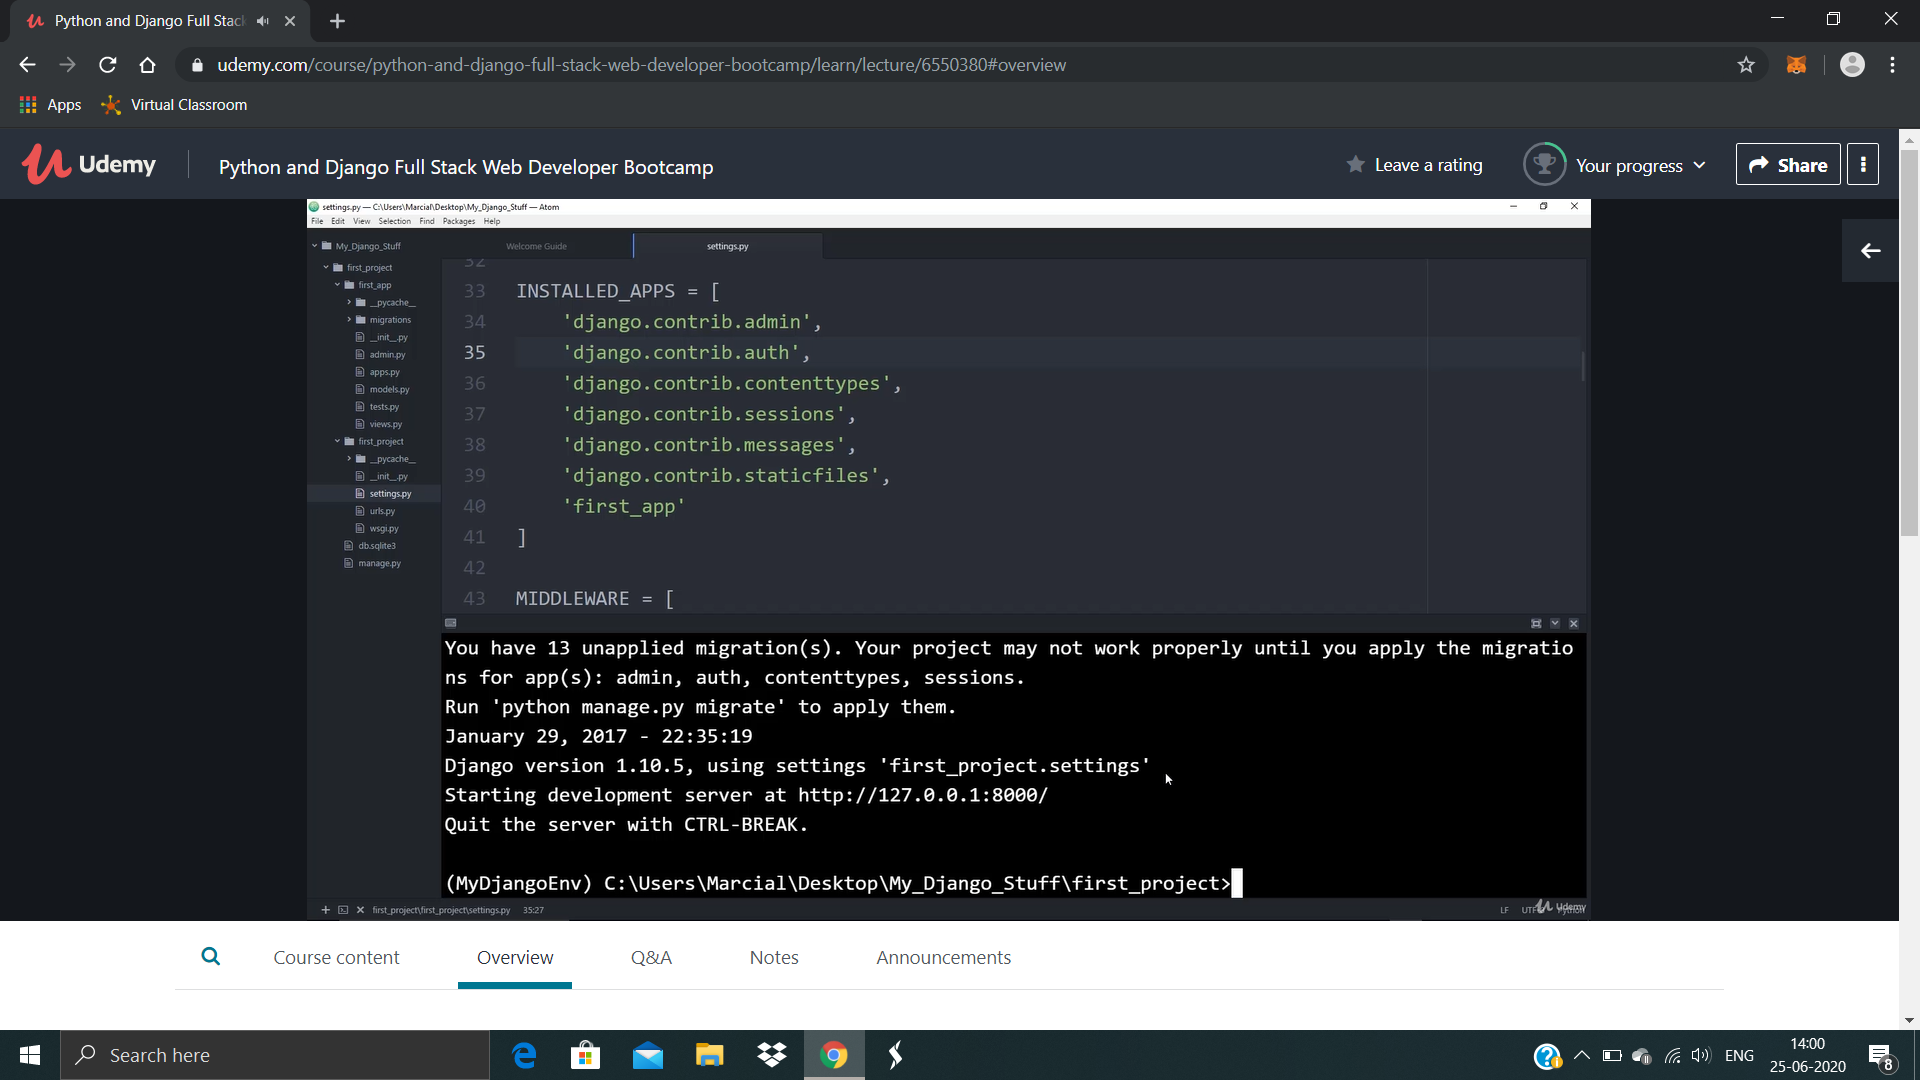 Python and Django Full Stac
udemy.com/course/python-and-django-full-stack-web-developer-bootcamp/learn/lecture/6550380#overview
Apps
Virtual Classroom
Udemy
Python and Django Full Stack Web Developer Bootcamp
Leave a rating
Your progress
Share
settings.py — C:\Users\Marcial\Desktop\My_Django_Stuff — Atom
File Edit View Selection Find Packages Help
My_Django_Stuff
first_project
first_app
__pycache__
migrations
__init__.py
admin.py
apps.py
models.py
tests.py
views.py
first_project
__pycache__
__init__.py
settings.py
urls.py
wsgi.py
db.sqlite3
manage.py
Welcome Guide
settings.py
32
33 INSTALLED_APPS = [
34 'django.contrib.admin',
35 'django.contrib.auth',
36 'django.contrib.contenttypes',
37 'django.contrib.sessions',
38 'django.contrib.messages',
39 'django.contrib.staticfiles',
40 'first_app'
41 ]
42
43 MIDDLEWARE = [
You have 13 unapplied migration(s). Your project may not work properly until you apply the migratio
ns for app(s): admin, auth, contenttypes, sessions.
Run 'python manage.py migrate' to apply them.
January 29, 2017 - 22:35:19
Django version 1.10.5, using settings 'first_project.settings'
Starting development server at http://127.0.0.1:8000/
Quit the server with CTRL-BREAK.
(MyDjangoEnv) C:\Users\Marcial\Desktop\My_Django_Stuff\first_project>
first_project\first_project\settings.py 35:27
LF
Udemy
Course content
Overview
Q&A
Notes
Announcements
Search here
ENG
14:00
25-06-2020
8